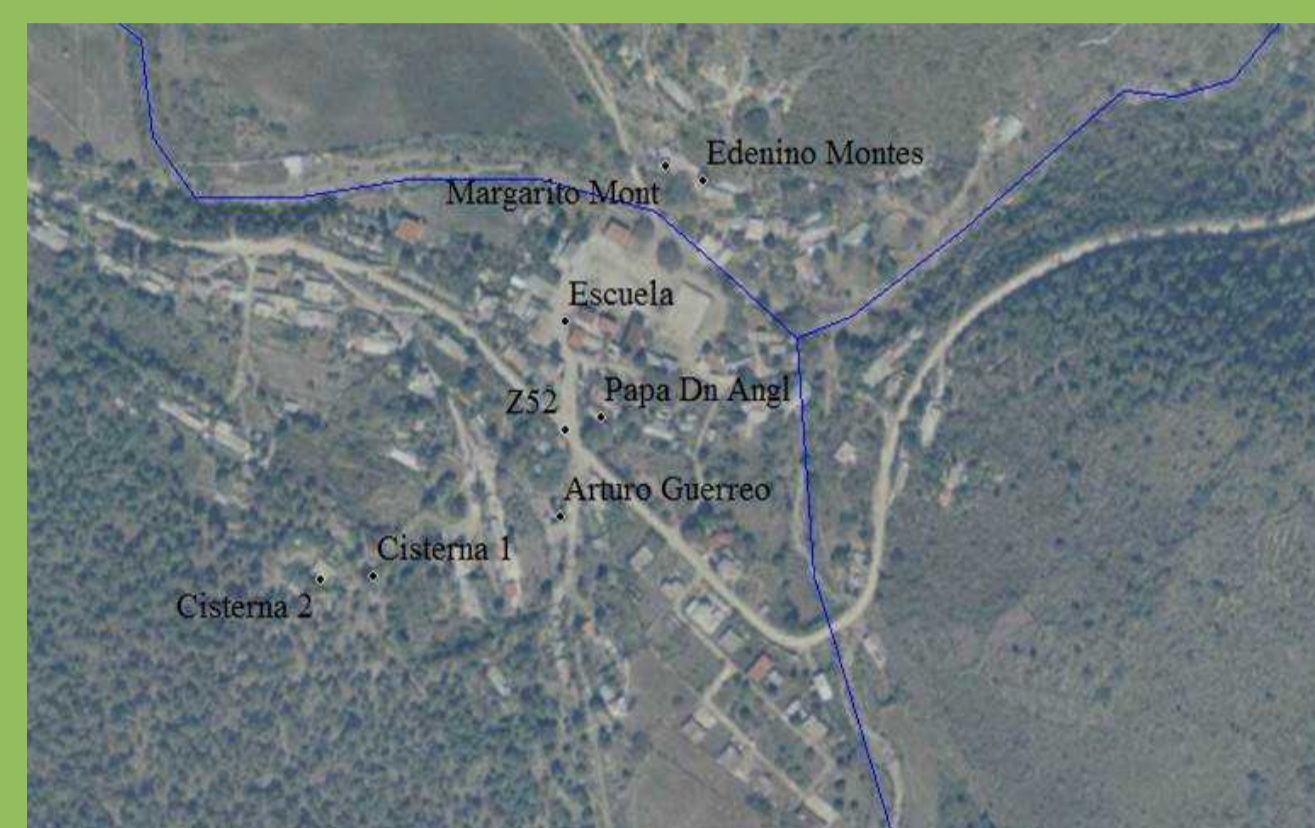 Edenino Montes
Margarito Mont
Escuela
Papa Dn Angl
Z52
Arturo Guerreo
Cisterna 1
Cisterna 2